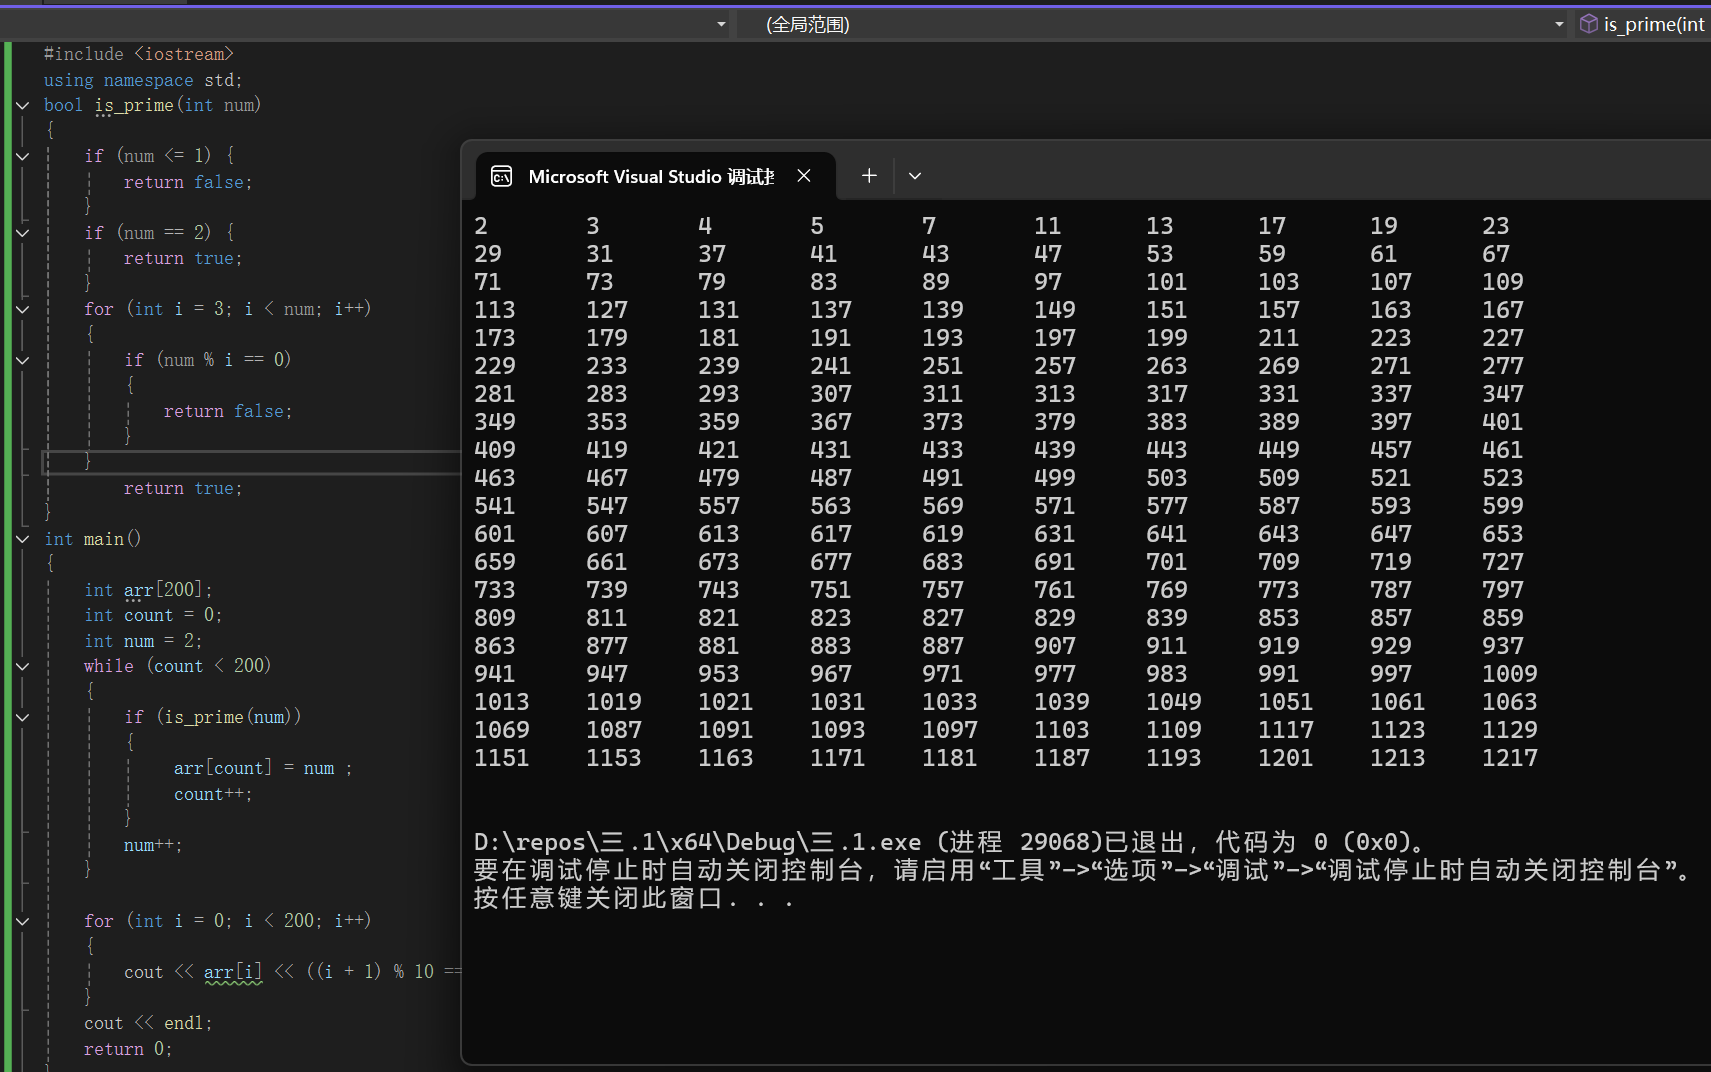 (全局范围)
is_prime(int
#include <iostream>
using namespace std;
bool is_prime(int num)
{
if (num <= 1) {
return false;
}
if (num == 2) {
return true;
}
for (int i = 3; i < num; i++)
{
if (num % i == 0)
{
return false;
}
}
return true;
}
int main()
{
int arr[200];
int count = 0;
int num = 2;
while (count < 200)
{
if (is_prime(num))
{
arr[count] = num ;
count++;
}
num++;
}
for (int i = 0; i < 200; i++)
{
cout << arr[i] << ((i + 1) % 10 ==
}
cout << endl;
return 0;
Microsoft Visual Studio 调试控
2 3 4 5 7 11 13 17 19 23
29 31 37 41 43 47 53 59 61 67
71 73 79 83 89 97 101 103 107 109
113 127 131 137 139 149 151 157 163 167
173 179 181 191 193 197 199 211 223 227
229 233 239 241 251 257 263 269 271 277
281 283 293 307 311 313 317 331 337 347
349 353 359 367 373 379 383 389 397 401
409 419 421 431 433 439 443 449 457 461
463 467 479 487 491 499 503 509 521 523
541 547 557 563 569 571 577 587 593 599
601 607 613 617 619 631 641 643 647 653
659 661 673 677 683 691 701 709 719 727
733 739 743 751 757 761 769 773 787 797
809 811 821 823 827 829 839 853 857 859
863 877 881 883 887 907 911 919 929 937
941 947 953 967 971 977 983 991 997 1009
1013 1019 1021 1031 1033 1039 1049 1051 1061 1063
1069 1087 1091 1093 1097 1103 1109 1117 1123 1129
1151 1153 1163 1171 1181 1187 1193 1201 1213 1217
D:\repos\三.1\x64\Debug\三.1.exe (进程 29068)已退出，代码为 0 (0x0)。
要在调试停止时自动关闭控制台，请启用“工具”->“选项”->“调试”->“调试停止时自动关闭控制台”。
按任意键关闭此窗口. . .